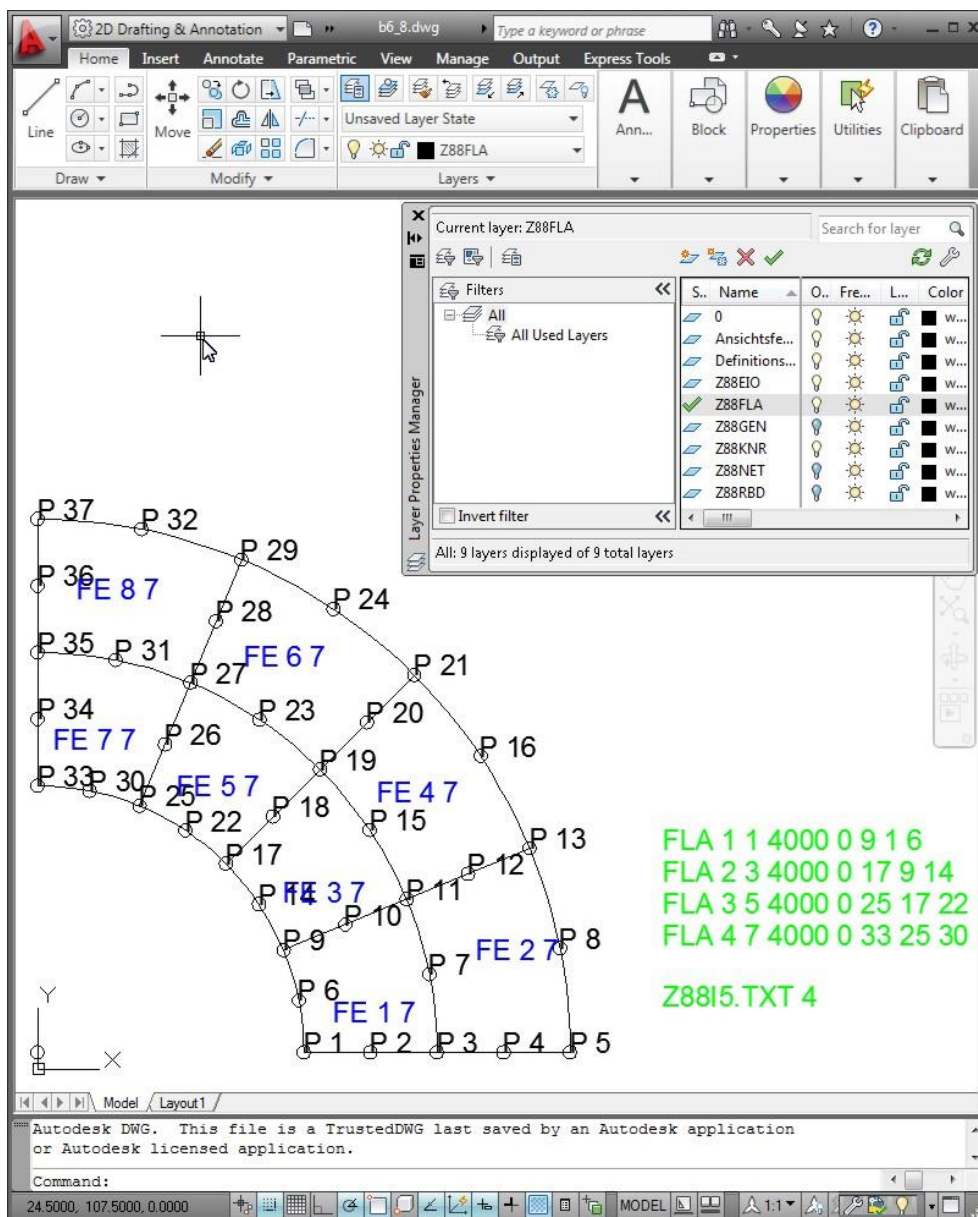 2D Drafting & Annotation b6_8.dwg Type a keyword or phrase
Home Insert Annotate Parametric View Manage Output Express Tools
Line Move Unsaved Layer State Ann... Block Properties Utilities Clipboard
Z88FLA
Draw Modify Layers
Current layer: Z88FLA Search for layer
Filters S.. Name O.. Fre... L... Color
All 0 w...
All Used Layers Ansichtsfe... w...
Definitions... w...
Z88EIO w...
Z88FLA w...
Z88GEN w...
Z88KNR w...
Z88NET w...
Z88RBD w...
Invert filter
All: 9 layers displayed of 9 total layers
Layer Properties Manager
P 37
P 32
P 29
P 36
FE 8 7
P 24
P 28
P 35
P 31
FE 6 7
P 21
P 27
P 34
P 23
P 20
FE 7 7
P 26
P 16
P 19
P 33
P 30
FE 5 7
P 25
FE 4 7
P 18
P 22
P 15
P 17
P 13
FLA 1 1 4000 0 9 1 6
P 12
FLA 2 3 4000 0 17 9 14
P 14
FE 3 7
P 11
FLA 3 5 4000 0 25 17 22
P 10
P 9
FLA 4 7 4000 0 33 25 30
P 8
FE 2 7
P 7
P 6
Z88I5.TXT 4
FE 1 7
P 1
P 2
P 3
P 4
P 5
Y
X
Model Layout1
Autodesk DWG. This file is a TrustedDWG last saved by an Autodesk application
or Autodesk licensed application.
Command:
24.5000, 107.5000, 0.0000 MODEL 1:1